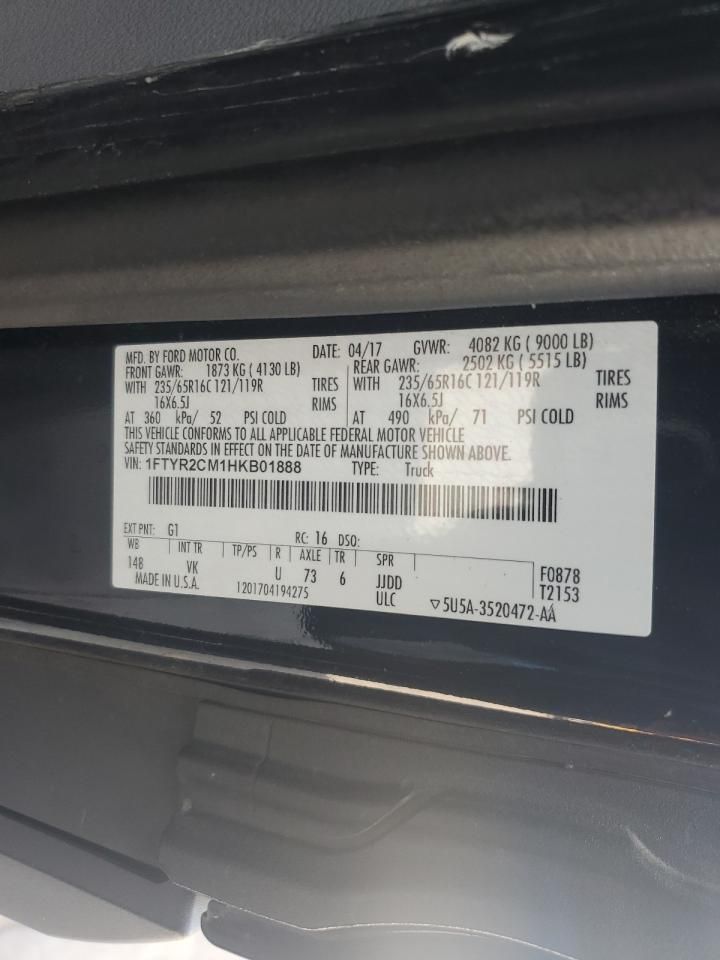 MFD. BY FORD MOTOR CO. DATE: 04/17 GVWR: 4082 KG ( 9000 LB)
FRONT GAWR: 1873 KG ( 4130 LB) REAR GAWR: 2502 KG ( 5515 LB)
WITH 235/65R16C 121/119R TIRES WITH 235/65R16C 121/119R TIRES
16X6.5J RIMS 16X6.5J RIMS
AT 360 kPa/ 52 PSI COLD AT 490 kPa/ 71 PSI COLD
THIS VEHICLE CONFORMS TO ALL APPLICABLE FEDERAL MOTOR VEHICLE
SAFETY STANDARDS IN EFFECT ON THE DATE OF MANUFACTURE SHOWN ABOVE.
VIN: 1FTYR2CM1HKB01888 TYPE: Truck
EXT PNT: G1 RC: 16 DSO:
WB INT TR TP/PS R AXLE TR SPR
148 VK U 73 6 JJDD F0878
MADE IN U.S.A. 1201704194275 ULC T2153
▽5U5A-3520472-AA